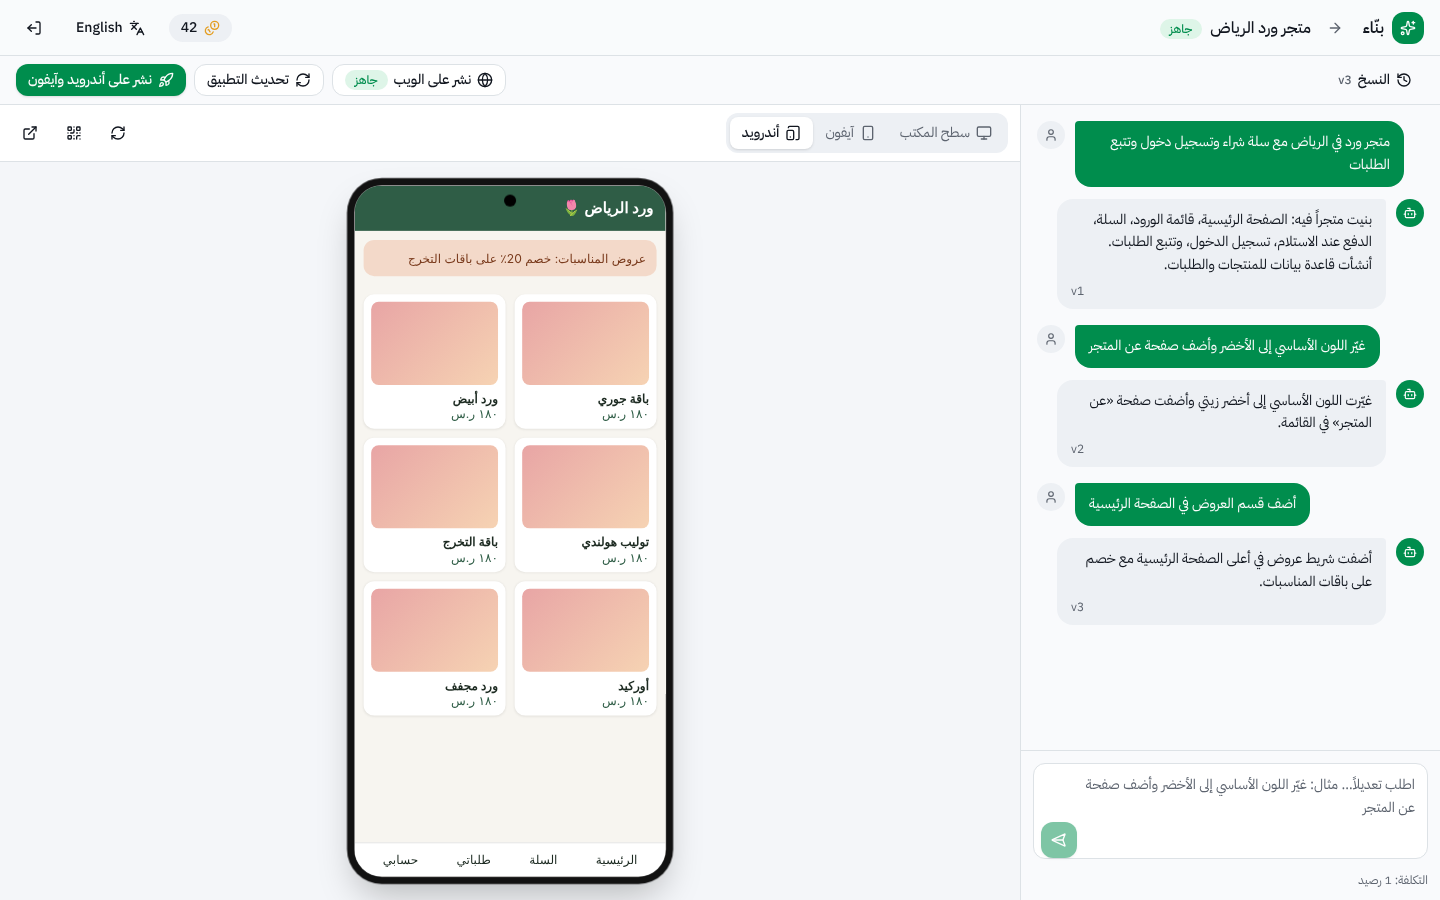 بنّاء
متجر ورد الرياض
جاهز
42
English
النسخ v3
نشر على الويب جاهز
تحديث التطبيق
نشر على أندرويد وآيفون
متجر ورد في الرياض مع سلة شراء وتسجيل دخول وتتبع
الطلبات
بنيت متجراً فيه: الصفحة الرئيسية، قائمة الورود، السلة،
الدفع عند الاستلام، تسجيل الدخول، وتتبع الطلبات.
أنشأت قاعدة بيانات للمنتجات والطلبات.
v1
غيّر اللون الأساسي إلى الأخضر وأضف صفحة عن المتجر
غيّرت اللون الأساسي إلى أخضر زيتي وأضفت صفحة «عن
المتجر» في القائمة.
v2
أضف قسم العروض في الصفحة الرئيسية
أضفت شريط عروض في أعلى الصفحة الرئيسية مع خصم
على باقات المناسبات.
v3
اطلب تعديلاً... مثال: غيّر اللون الأساسي إلى الأخضر وأضف صفحة
عن المتجر
التكلفة: 1 رصيد
سطح المكتب
آيفون
أندرويد
ورد الرياض 🌷
عروض المناسبات: خصم 20٪ على باقات التخرج
باقة جوري
١٨٠ ر.س
ورد أبيض
١٨٠ ر.س
توليب هولندي
١٨٠ ر.س
باقة التخرج
١٨٠ ر.س
أوركيد
١٨٠ ر.س
ورد مجفف
١٨٠ ر.س
الرئيسية
السلة
طلباتي
حسابي